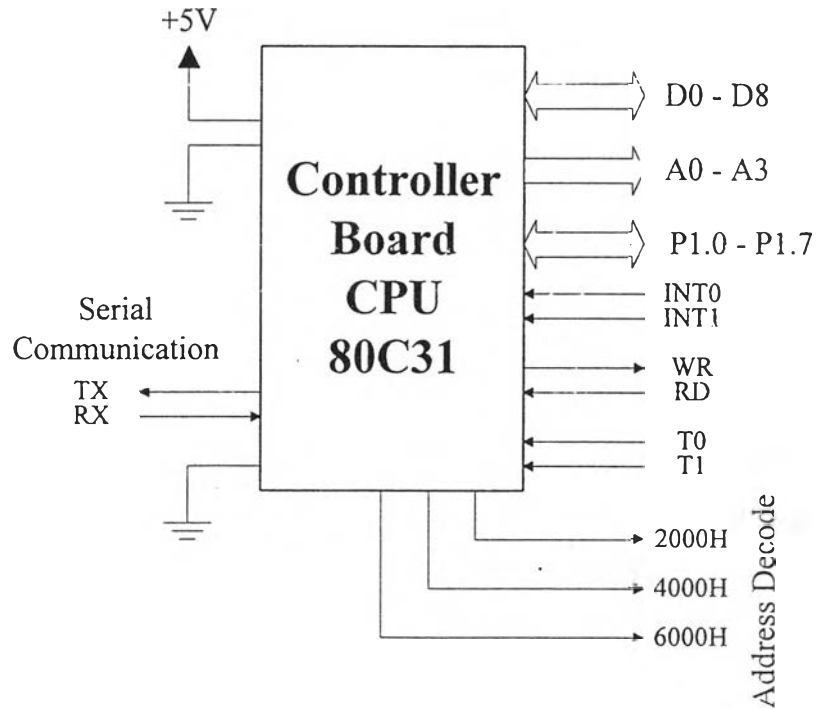 +5V
Controller
Board
CPU
80C31
D0 - D8
A0 - A3
P1.0 - P1.7
INT0
INT1
WR
RD
T0
T1
Serial
Communication
TX
RX
2000H
4000H
6000H
Address Decode